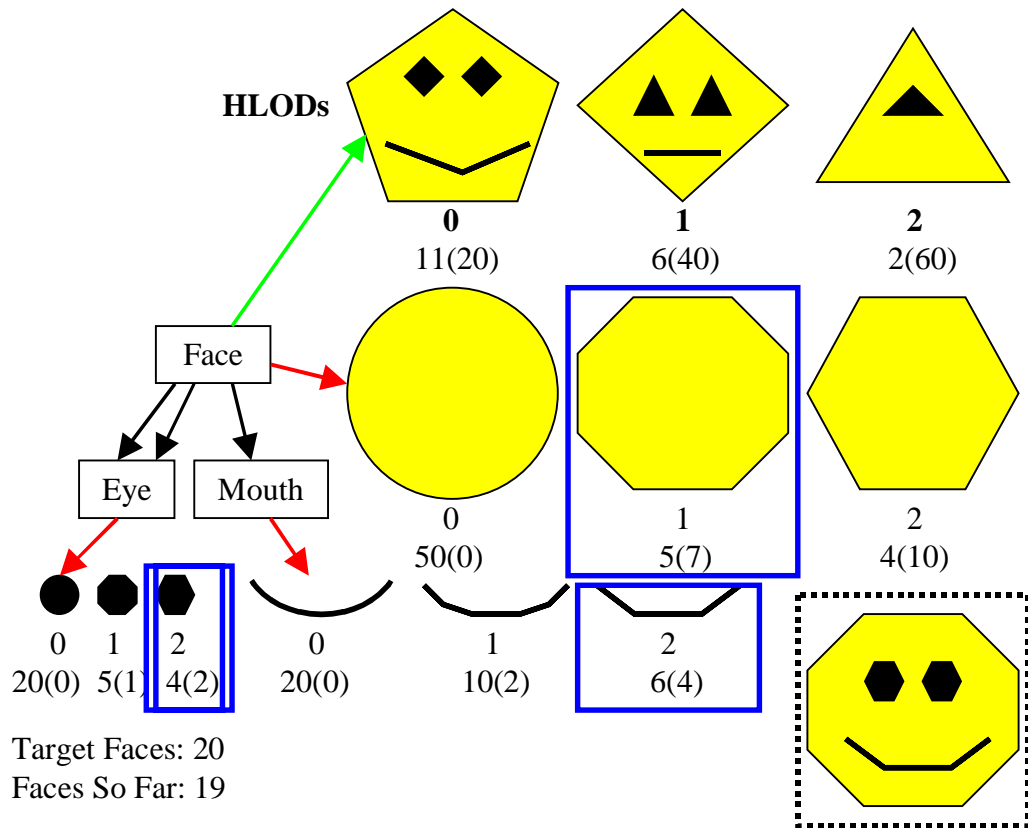 HLODs
0 1 2
11(20) 6(40) 2(60)
Face
Eye Mouth
0 1 2
50(0) 5(7) 4(10)
0 1 2 0 1 2
20(0) 5(1) 4(2) 20(0) 10(2) 6(4)
Target Faces: 20
Faces So Far: 19